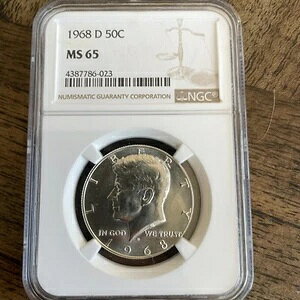 1968 D 50C
MS 65
4387786-023
NUMISMATIC GUARANTY CORPORATION
NGC
LIBERTY
IN GOD WE TRUST
D
1968